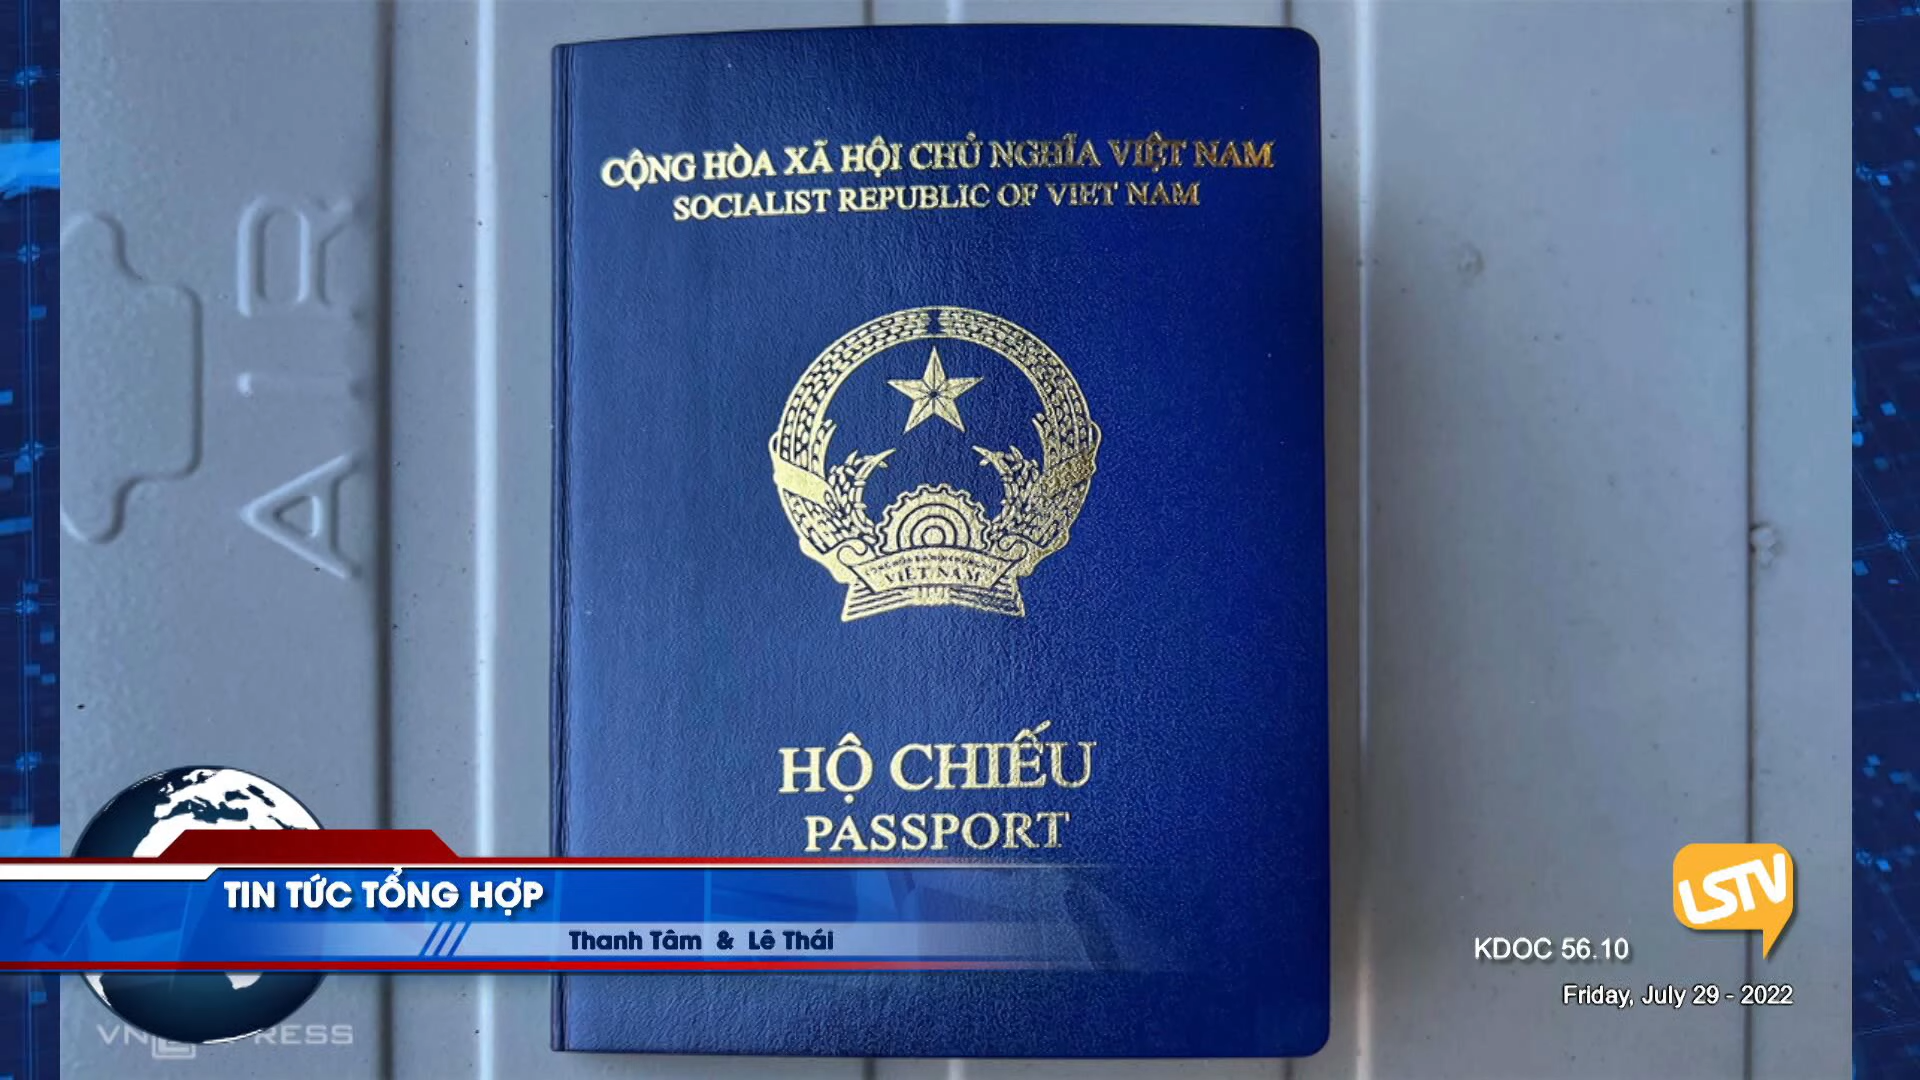 CỘNG HÒA XÃ HỘI CHỦ NGHĨA VIỆT NAM
SOCIALIST REPUBLIC OF VIET NAM
AIR
VIỆT NAM
HỘ CHIẾU
PASSPORT
TIN TỨC TỔNG HỢP
Thanh Tâm & Lê Thái
LSTV
KDOC 56.10
Friday, July 29 - 2022